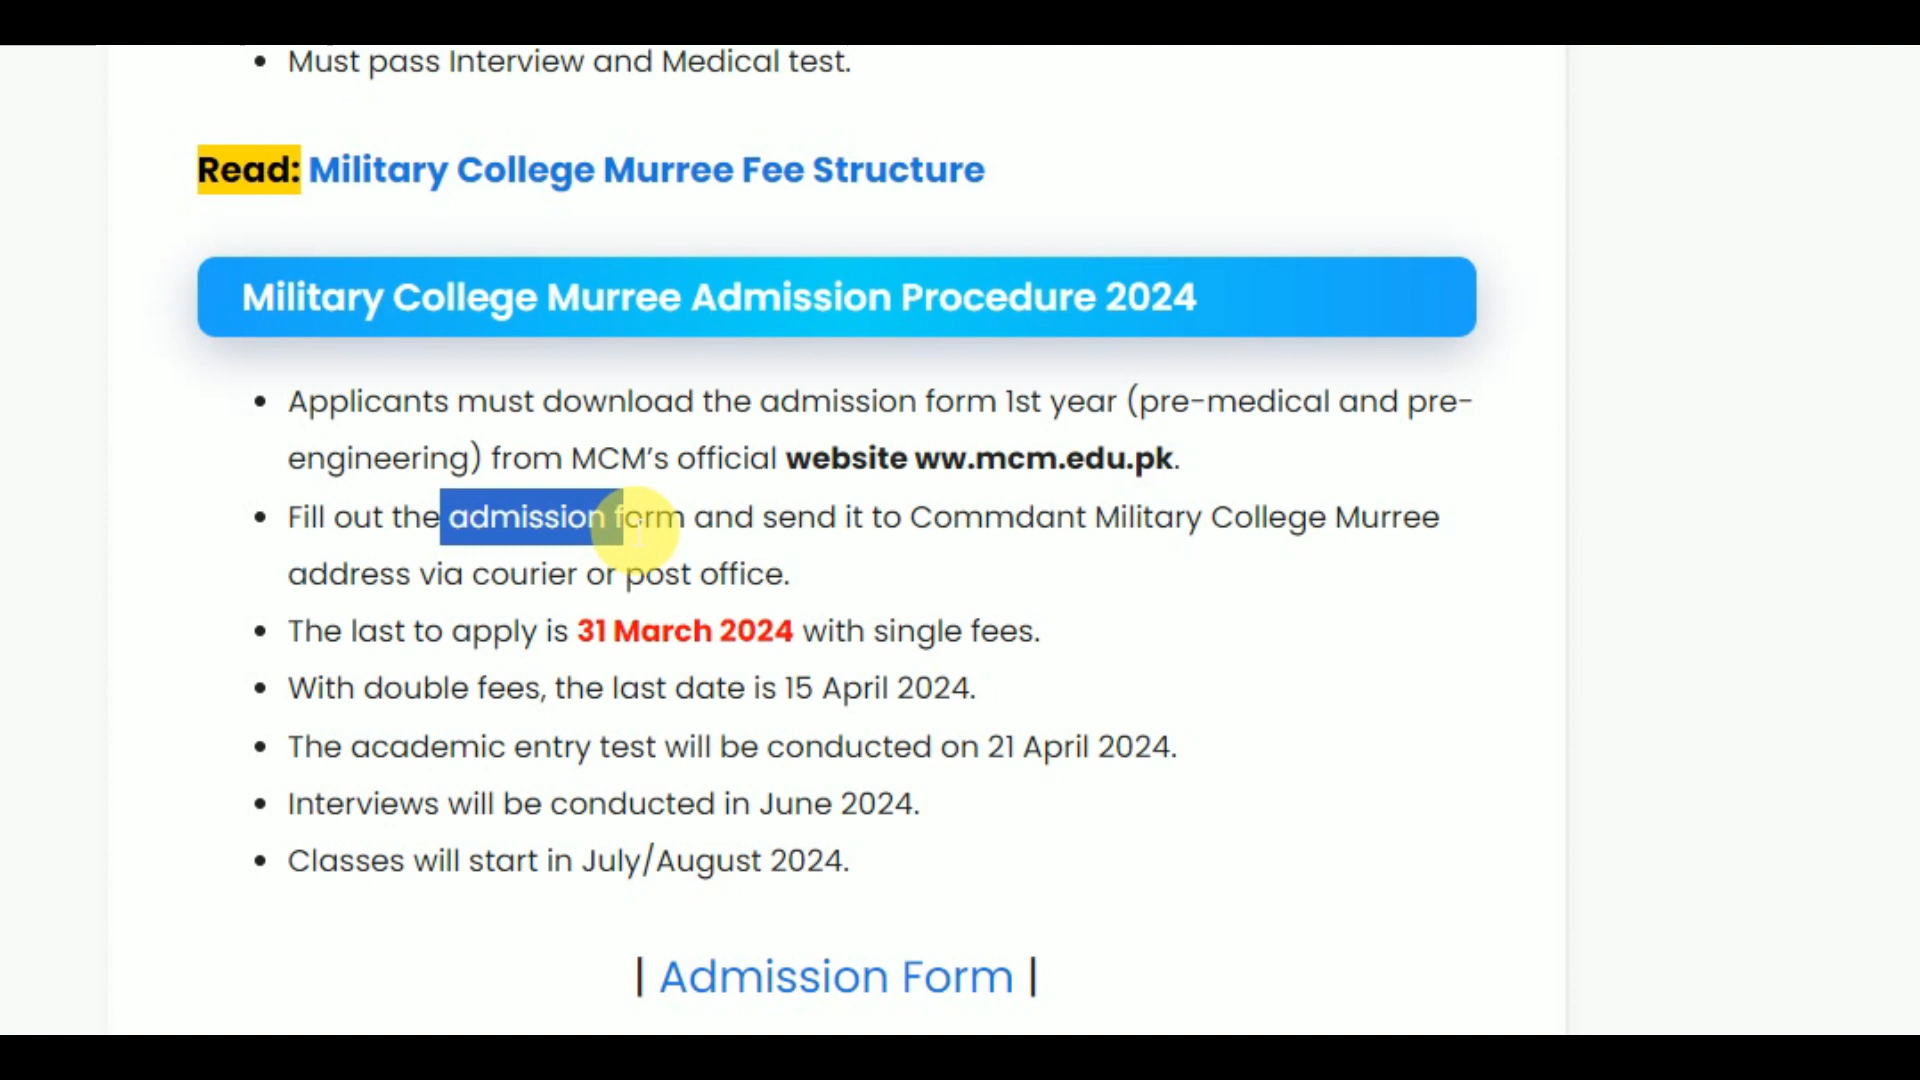 • Must pass Interview and Medical test.
Read: Military College Murree Fee Structure
Military College Murree Admission Procedure 2024
• Applicants must download the admission form 1st year (pre-medical and pre-
engineering) from MCM’s official website ww.mcm.edu.pk.
• Fill out the admission form and send it to Commdant Military College Murree
address via courier or post office.
• The last to apply is 31 March 2024 with single fees.
• With double fees, the last date is 15 April 2024.
• The academic entry test will be conducted on 21 April 2024.
• Interviews will be conducted in June 2024.
• Classes will start in July/August 2024.
| Admission Form |